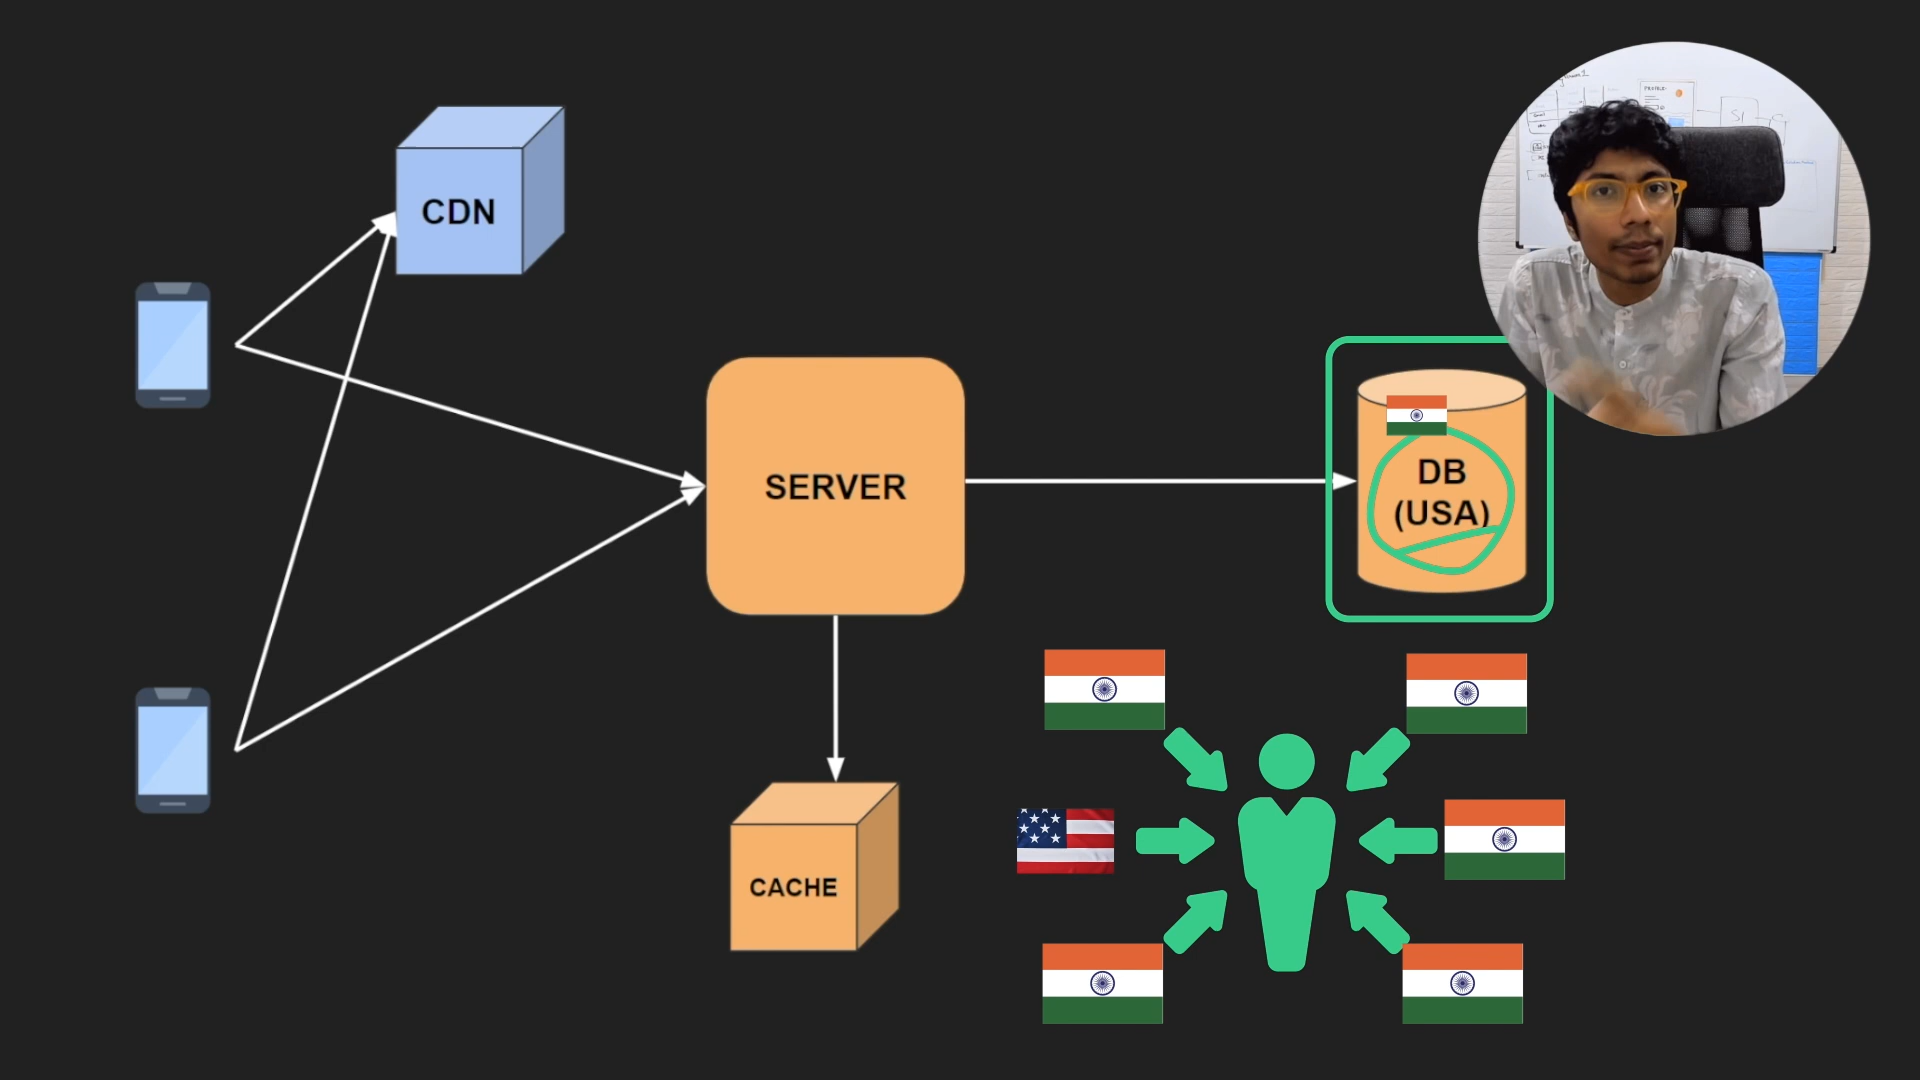 CDN
SERVER
DB
(USA)
CACHE